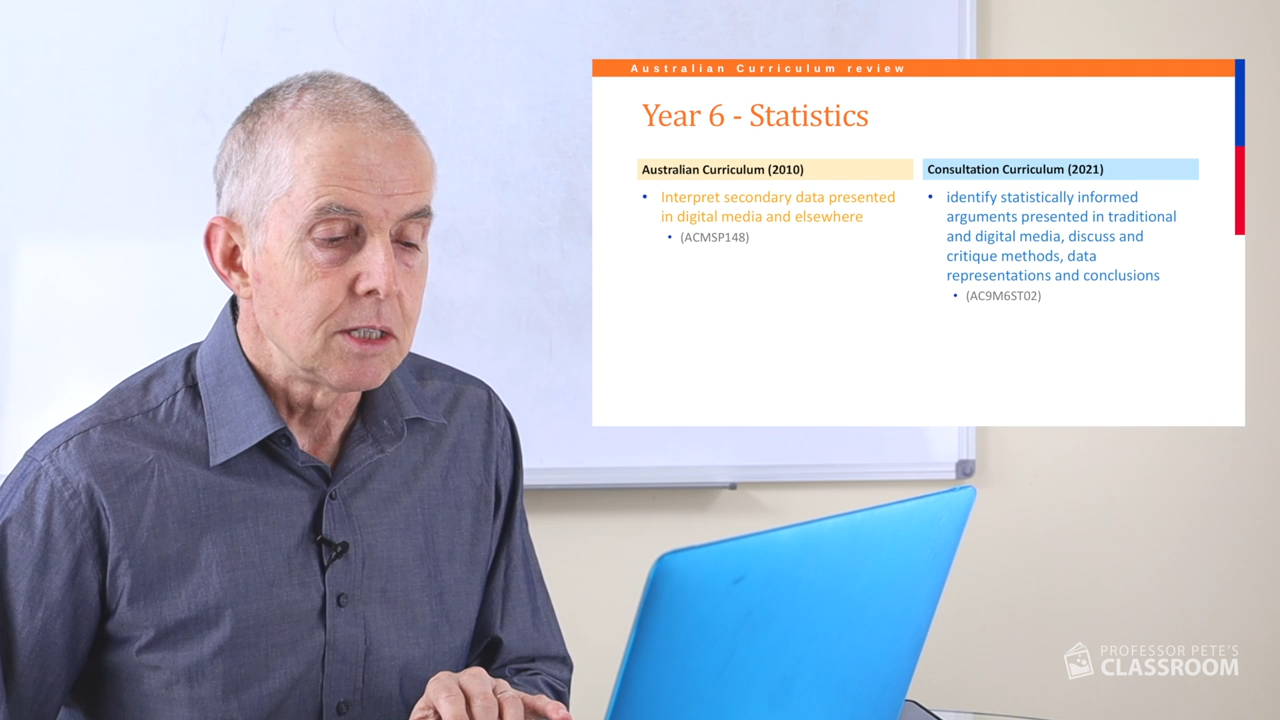 Australian Curriculum review
Year 6 - Statistics
Australian Curriculum (2010)
• Interpret secondary data presented
in digital media and elsewhere
• (ACMSP148)
Consultation Curriculum (2021)
• identify statistically informed
arguments presented in traditional
and digital media, discuss and
critique methods, data
representations and conclusions
• (AC9M6ST02)
PROFESSOR PETE'S
CLASSROOM